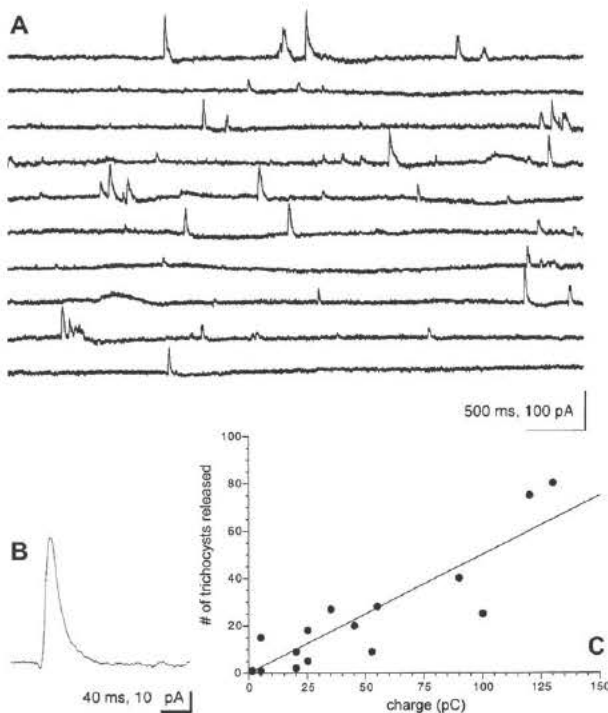 A
500 ms, 100 pA
B
40 ms, 10 pA
# of trichocysts released
100
80
60
40
20
0
0 25 50 75 100 125 150
charge (pC)
C